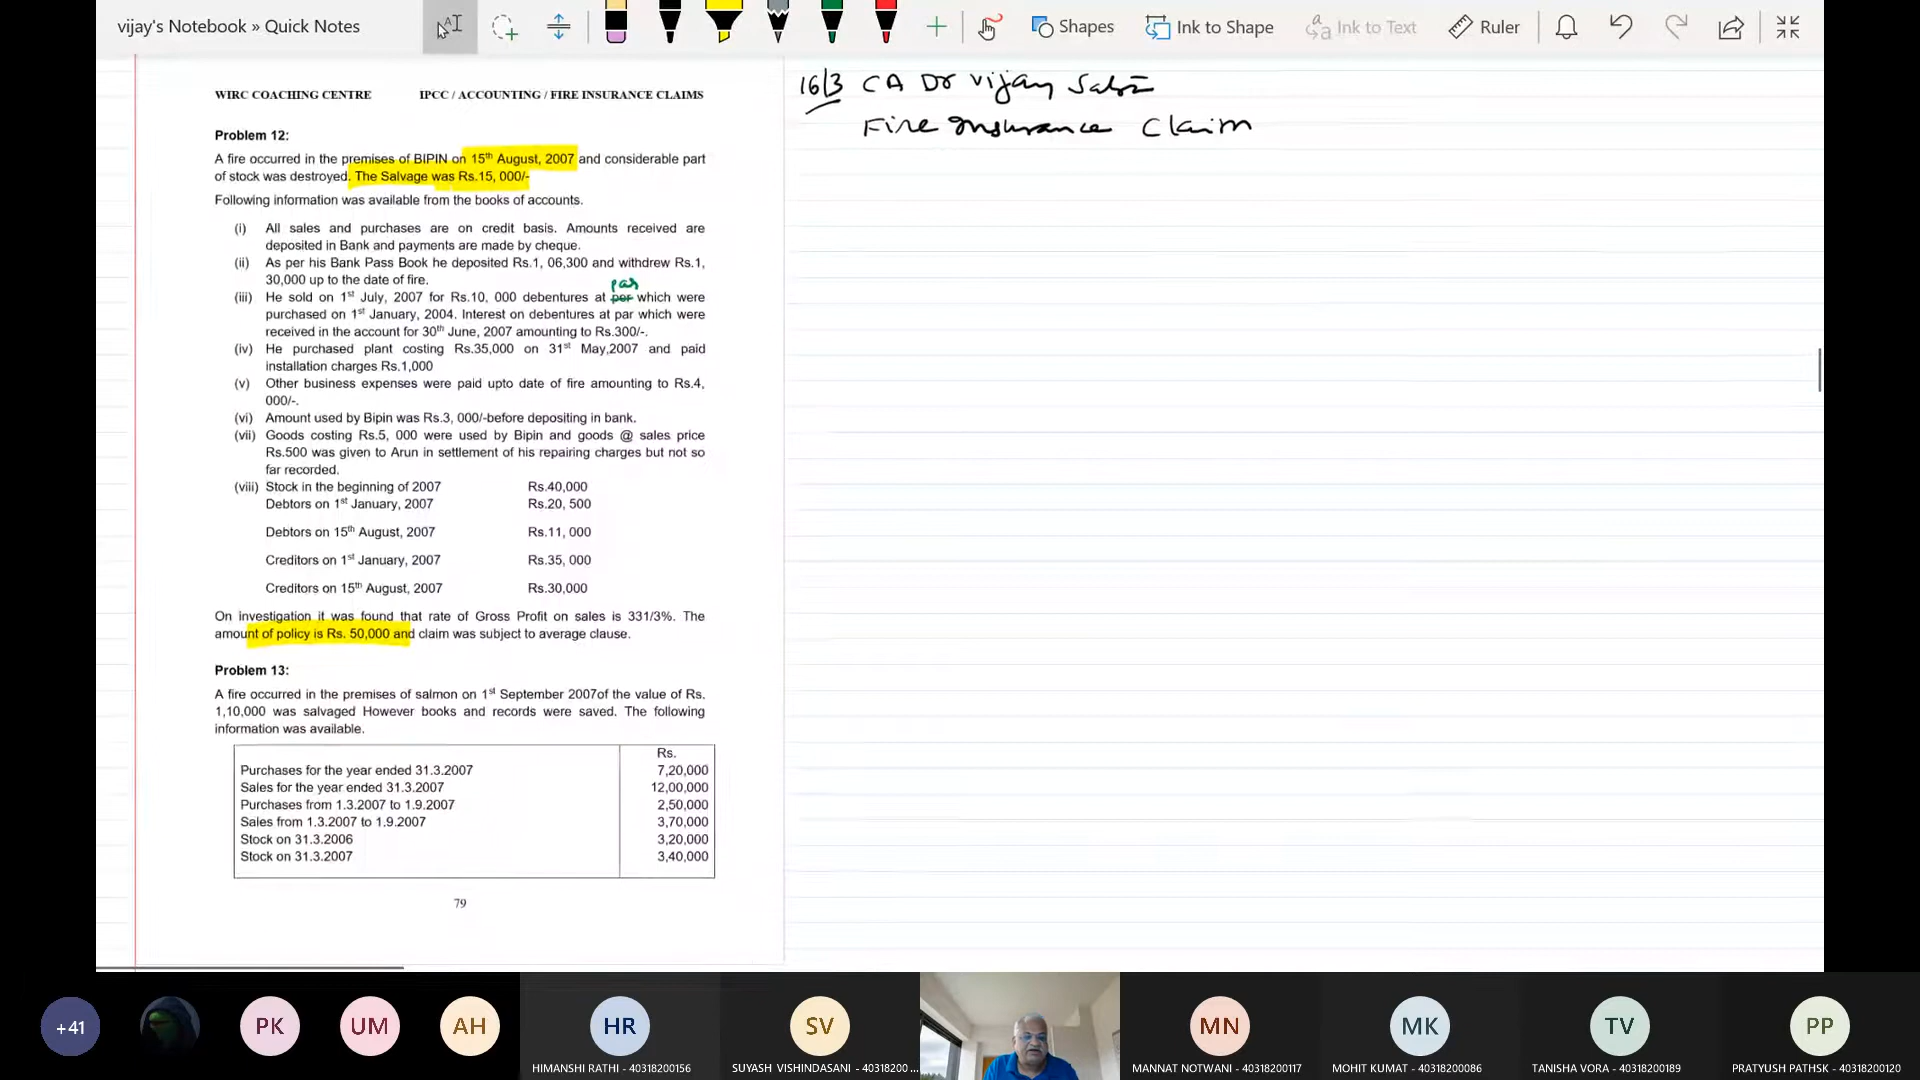 vijay's Notebook » Quick Notes
Shapes
Ink to Shape
Ink to Text
Ruler
WIRC COACHING CENTRE IPCC / ACCOUNTING / FIRE INSURANCE CLAIMS
Problem 12:
A fire occurred in the premises of BIPIN on 15th August, 2007 and considerable part
of stock was destroyed. The Salvage was Rs.15, 000/-
Following information was available from the books of accounts.
(i) All sales and purchases are on credit basis. Amounts received are
deposited in Bank and payments are made by cheque.
(ii) As per his Bank Pass Book he deposited Rs.1, 06,300 and withdrew Rs.1,
30,000 up to the date of fire.
par
(iii) He sold on 1st July, 2007 for Rs.10, 000 debentures at per which were
purchased on 1st January, 2004. Interest on debentures at par which were
received in the account for 30th June, 2007 amounting to Rs.300/-.
(iv) He purchased plant costing Rs.35,000 on 31st May,2007 and paid
installation charges Rs.1,000
(v) Other business expenses were paid upto date of fire amounting to Rs.4,
000/-.
(vi) Amount used by Bipin was Rs.3, 000/-before depositing in bank.
(vii) Goods costing Rs.5, 000 were used by Bipin and goods @ sales price
Rs.500 was given to Arun in settlement of his repairing charges but not so
far recorded.
(viii) Stock in the beginning of 2007 Rs.40,000
Debtors on 1st January, 2007 Rs.20, 500
Debtors on 15th August, 2007 Rs.11, 000
Creditors on 1st January, 2007 Rs.35, 000
Creditors on 15th August, 2007 Rs.30,000
On investigation it was found that rate of Gross Profit on sales is 331/3%. The
amount of policy is Rs. 50,000 and claim was subject to average clause.
Problem 13:
A fire occurred in the premises of salmon on 1st September 2007of the value of Rs.
1,10,000 was salvaged However books and records were saved. The following
information was available.
Rs.
Purchases for the year ended 31.3.2007 7,20,000
Sales for the year ended 31.3.2007 12,00,000
Purchases from 1.3.2007 to 1.9.2007 2,50,000
Sales from 1.3.2007 to 1.9.2007 3,70,000
Stock on 31.3.2006 3,20,000
Stock on 31.3.2007 3,40,000
79
16/3 CA Dr Vijay
Fire Insurance Claim
+41
PK
UM
AH
HR
SV
MN
MK
TV
PP
HIMANSHI RATHI - 40318200156
SUYASH VISHINDASANI - 40318200 ...
MANNAT NOTWANI - 40318200117
MOHIT KUMAT - 40318200086
TANISHA VORA - 40318200189
PRATYUSH PATHSK - 40318200120